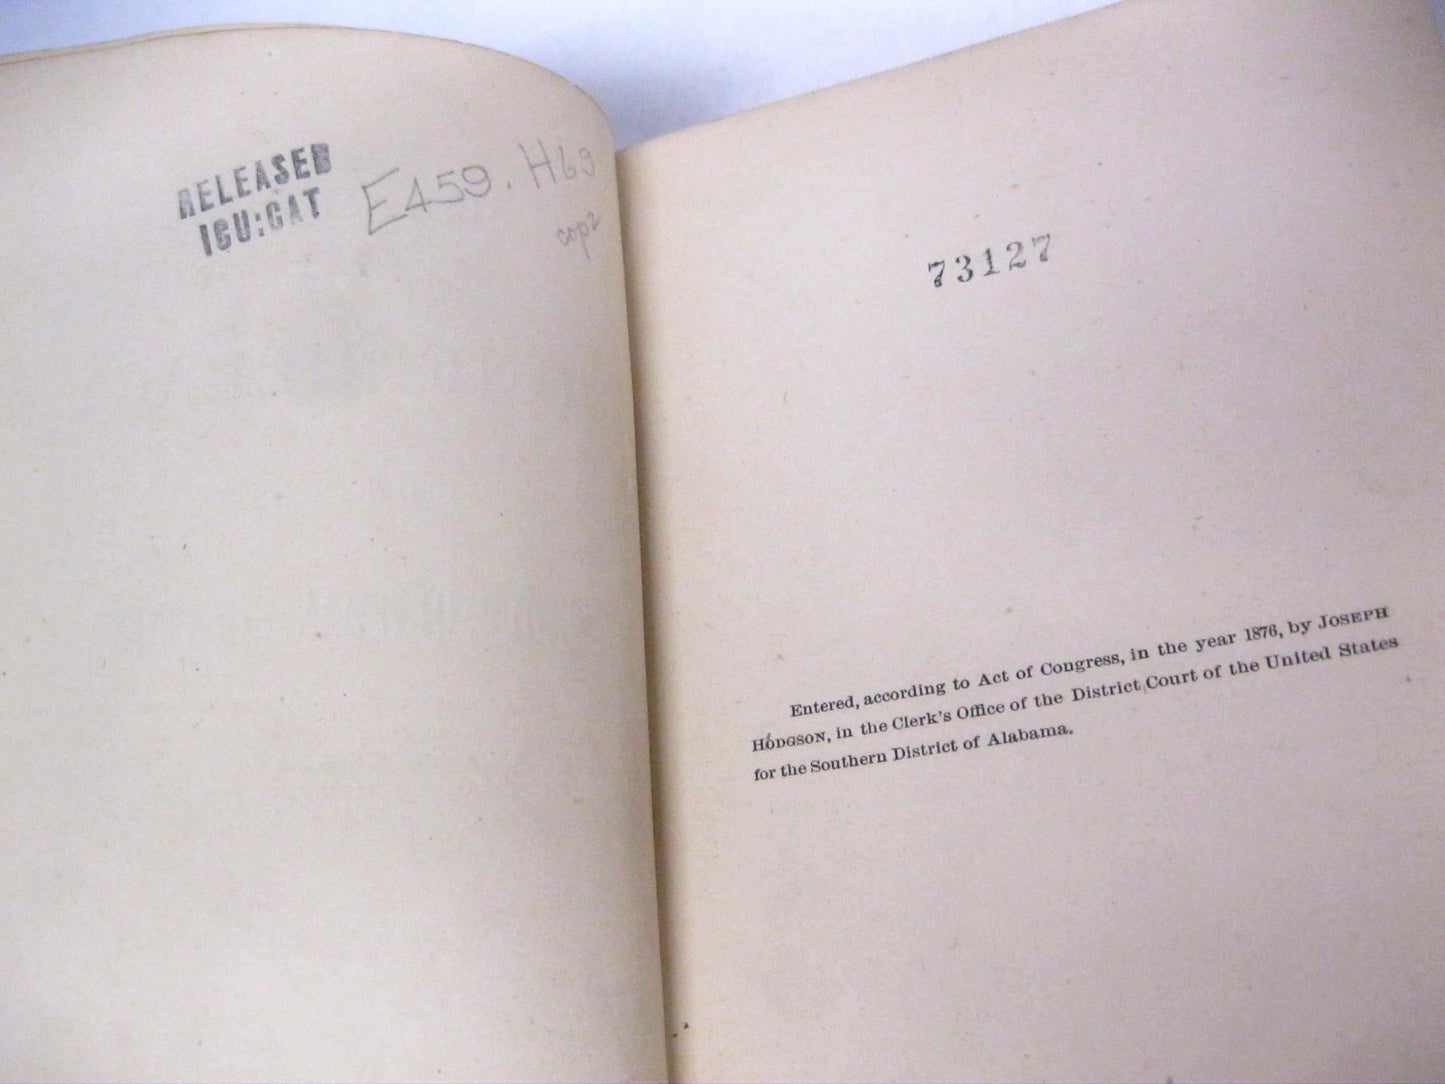 RELEASED
ICU:CAT
E459.H69
cop2
73127
Entered, according to Act of Congress, in the year 1876, by JOSEPH
HODGSON, in the Clerk's Office of the District Court of the United States
for the Southern District of Alabama.